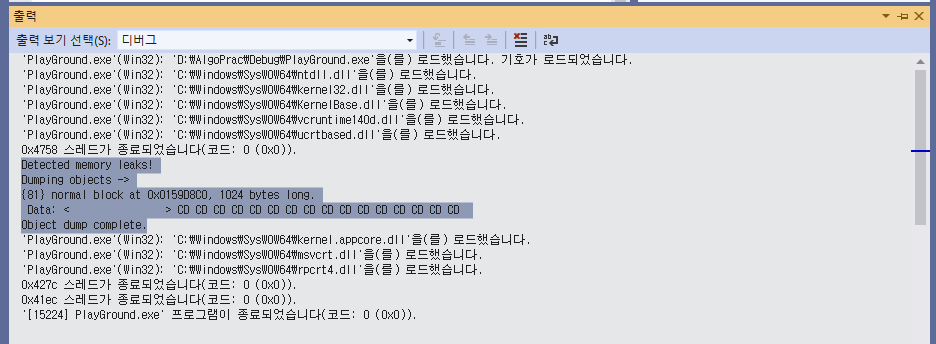 출력
출력 보기 선택(S): 디버그
'PlayGround.exe'(Win32): 'D:\AlgoPrac\Debug\PlayGround.exe'을(를) 로드했습니다. 기호가 로드되었습니다.
'PlayGround.exe'(Win32): 'C:\Windows\SysWOW64\ntdll.dll'을(를) 로드했습니다.
'PlayGround.exe'(Win32): 'C:\Windows\SysWOW64\kernel32.dll'을(를) 로드했습니다.
'PlayGround.exe'(Win32): 'C:\Windows\SysWOW64\KernelBase.dll'을(를) 로드했습니다.
'PlayGround.exe'(Win32): 'C:\Windows\SysWOW64\vcruntime140d.dll'을(를) 로드했습니다.
'PlayGround.exe'(Win32): 'C:\Windows\SysWOW64\ucrtbased.dll'을(를) 로드했습니다.
0x4758 스레드가 종료되었습니다(코드: 0 (0x0)).
Detected memory leaks!
Dumping objects ->
{81} normal block at 0x0159D8C0, 1024 bytes long.
Data: <                > CD CD CD CD CD CD CD CD CD CD CD CD CD CD CD CD
Object dump complete.
'PlayGround.exe'(Win32): 'C:\Windows\SysWOW64\kernel.appcore.dll'을(를) 로드했습니다.
'PlayGround.exe'(Win32): 'C:\Windows\SysWOW64\msvcrt.dll'을(를) 로드했습니다.
'PlayGround.exe'(Win32): 'C:\Windows\SysWOW64\rpcrt4.dll'을(를) 로드했습니다.
0x427c 스레드가 종료되었습니다(코드: 0 (0x0)).
0x41ec 스레드가 종료되었습니다(코드: 0 (0x0)).
'[15224] PlayGround.exe' 프로그램이 종료되었습니다(코드: 0 (0x0)).